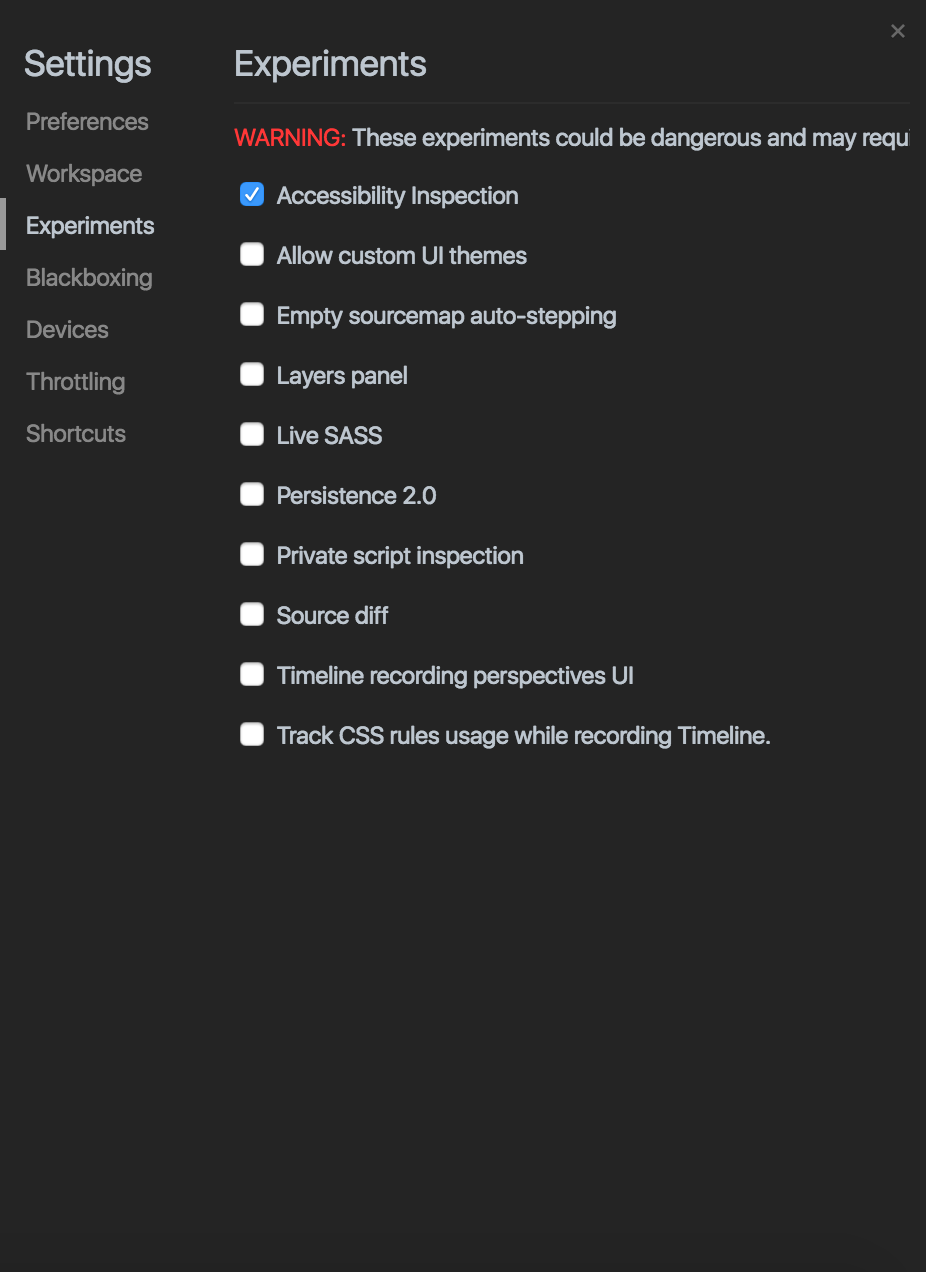 Settings
Preferences
Workspace
Experiments
Blackboxing
Devices
Throttling
Shortcuts
Experiments
WARNING: These experiments could be dangerous and may requi
Accessibility Inspection
Allow custom UI themes
Empty sourcemap auto-stepping
Layers panel
Live SASS
Persistence 2.0
Private script inspection
Source diff
Timeline recording perspectives UI
Track CSS rules usage while recording Timeline.